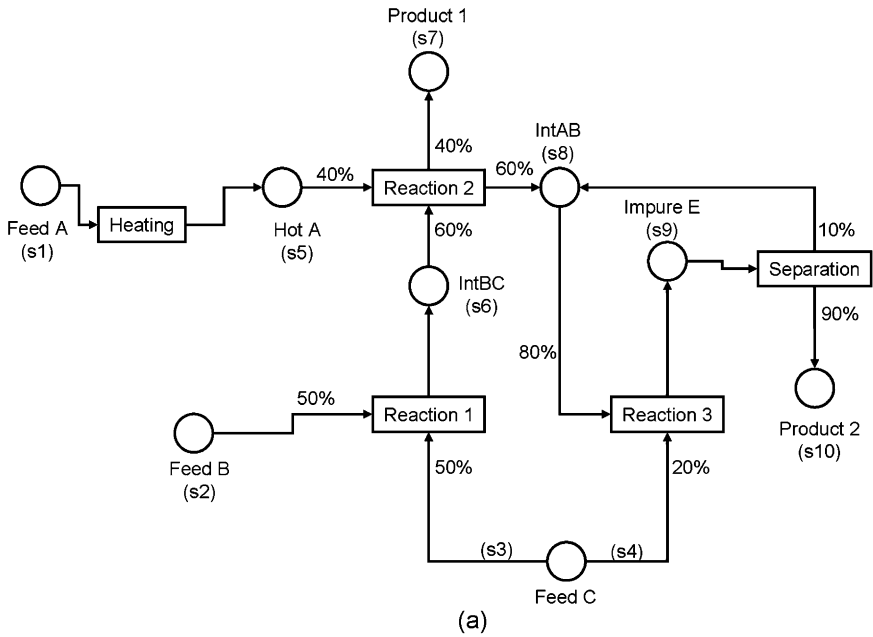 Product 1
(s7)
40%
IntAB
(s8)
40%
Reaction 2
60%
Impure E
(s9)
Feed A
(s1)
Heating
Hot A
(s5)
60%
10%
Separation
IntBC
(s6)
90%
80%
50%
Reaction 1
Reaction 3
Product 2
(s10)
Feed B
(s2)
50%
20%
(s3)
(s4)
Feed C
(a)